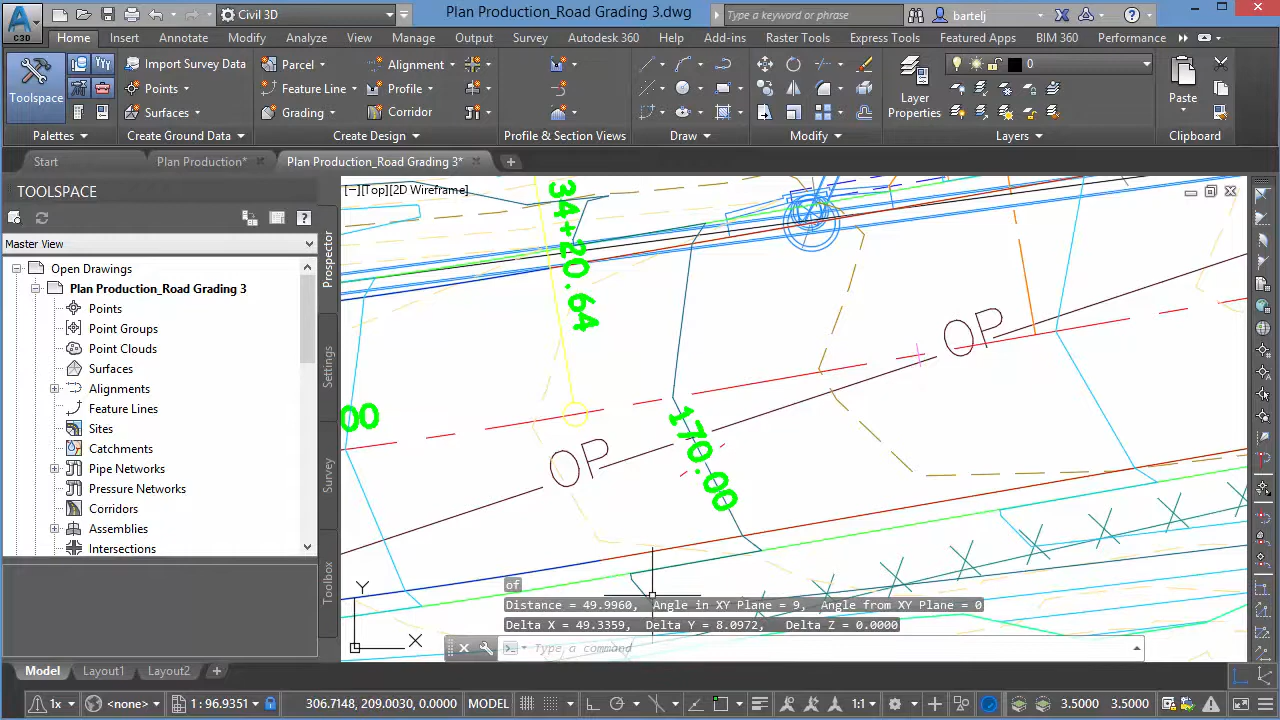 C3D
Civil 3D
Plan Production_Road Grading 3.dwg
Type a keyword or phrase
bartelj
Home Insert Annotate Modify Analyze View Manage Output Survey Autodesk 360 Help Add-ins Raster Tools Express Tools Featured Apps BIM 360 Performance
Toolspace
Import Survey Data
Points
Surfaces
Parcel
Feature Line
Grading
Alignment
Profile
Corridor
Layer
Properties
0
Paste
Palettes Create Ground Data Create Design Profile & Section Views Draw Modify Layers Clipboard
Start Plan Production* Plan Production_Road Grading 3*
TOOLSPACE
Master View
Open Drawings
Plan Production_Road Grading 3
Points
Point Groups
Point Clouds
Surfaces
Alignments
Feature Lines
Sites
Catchments
Pipe Networks
Pressure Networks
Corridors
Assemblies
Intersections
Prospector
Settings
Survey
Toolbox
[−][Top][2D Wireframe]
34+20.64
OP
00
170.00
OP
Y
X
of
Distance = 49.9960, Angle in XY Plane = 9, Angle from XY Plane = 0
Delta X = 49.3359, Delta Y = 8.0972, Delta Z = 0.0000
Type a command
Model Layout1 Layout2
fx <none> 1 : 96.9351 306.7148, 209.0030, 0.0000 MODEL 1:1 3.5000 3.5000